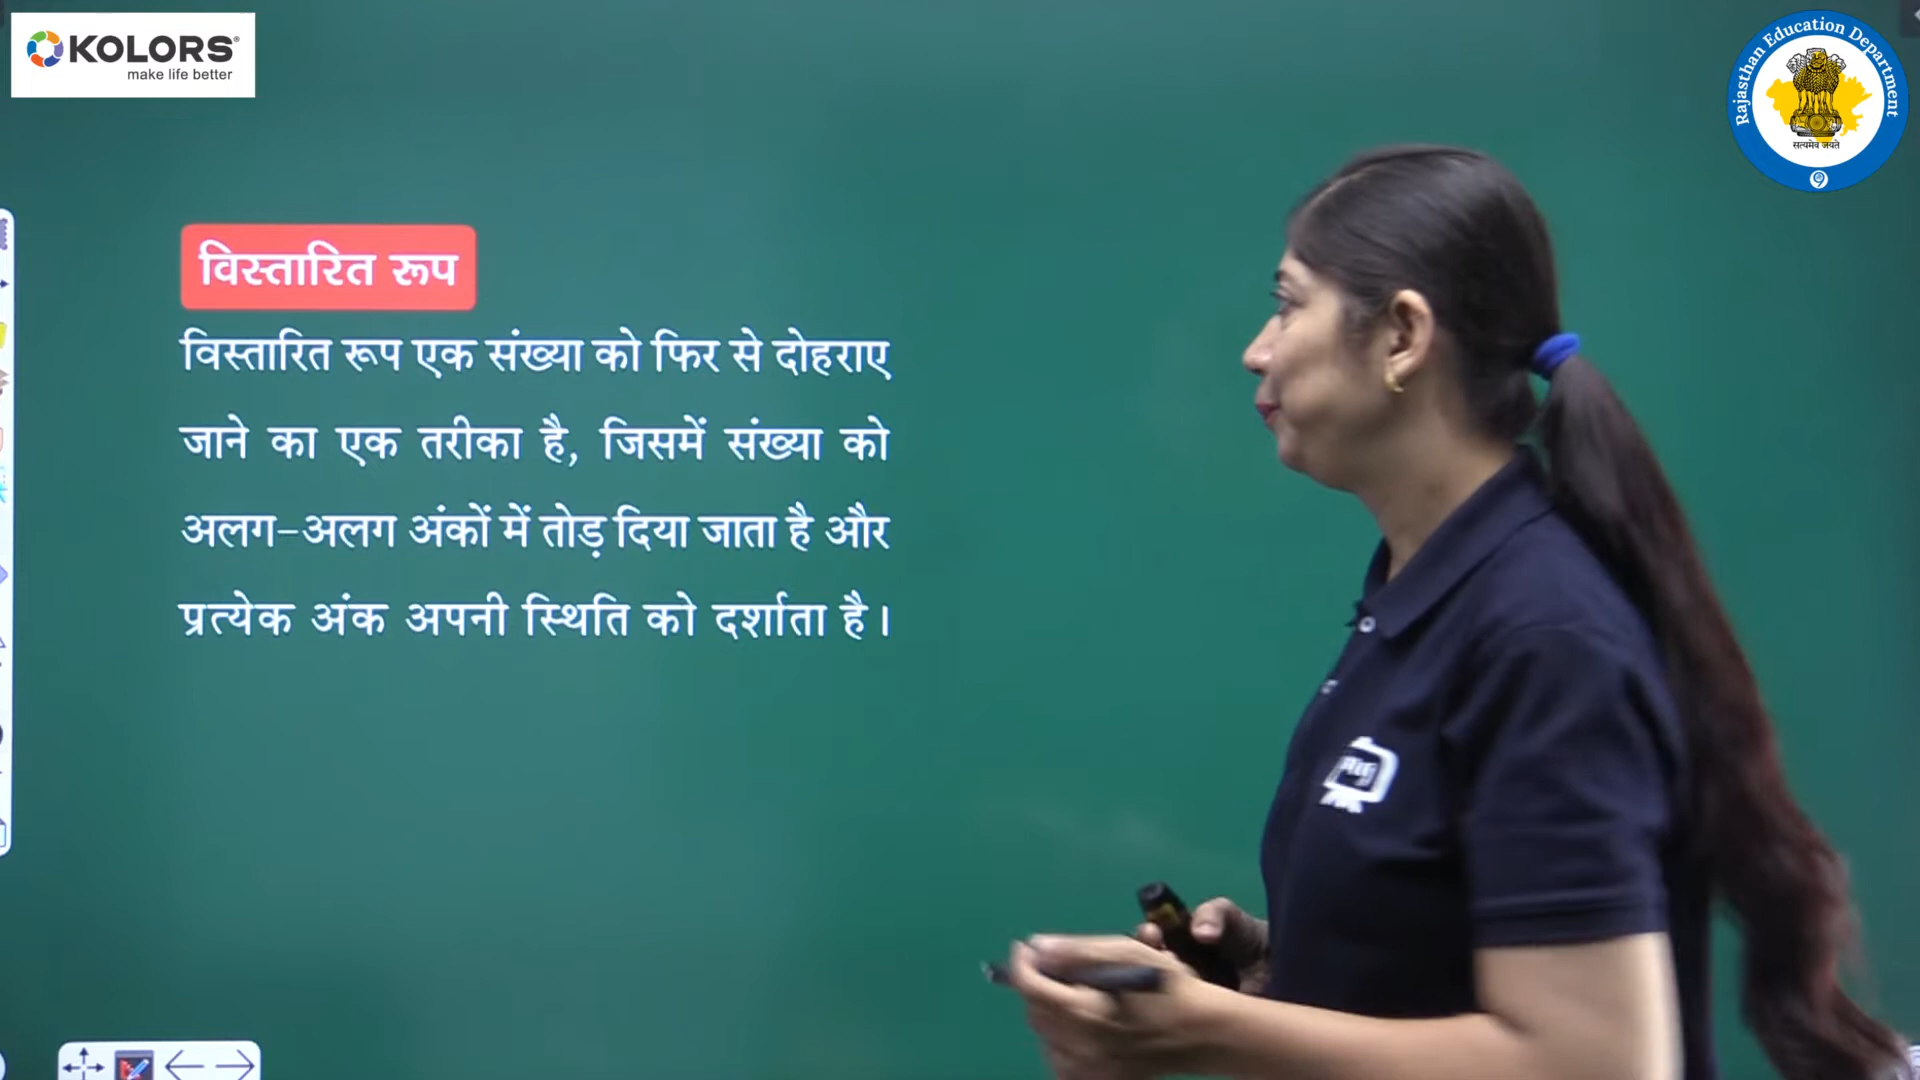 KOLORS®
make life better
Rajasthan Education Department
सत्यमेव जयते
विस्तारित रूप
विस्तारित रूप एक संख्या को फिर से दोहराए
जाने का एक तरीका है, जिसमें संख्या को
अलग-अलग अंकों में तोड़ दिया जाता है और
प्रत्येक अंक अपनी स्थिति को दर्शाता है।